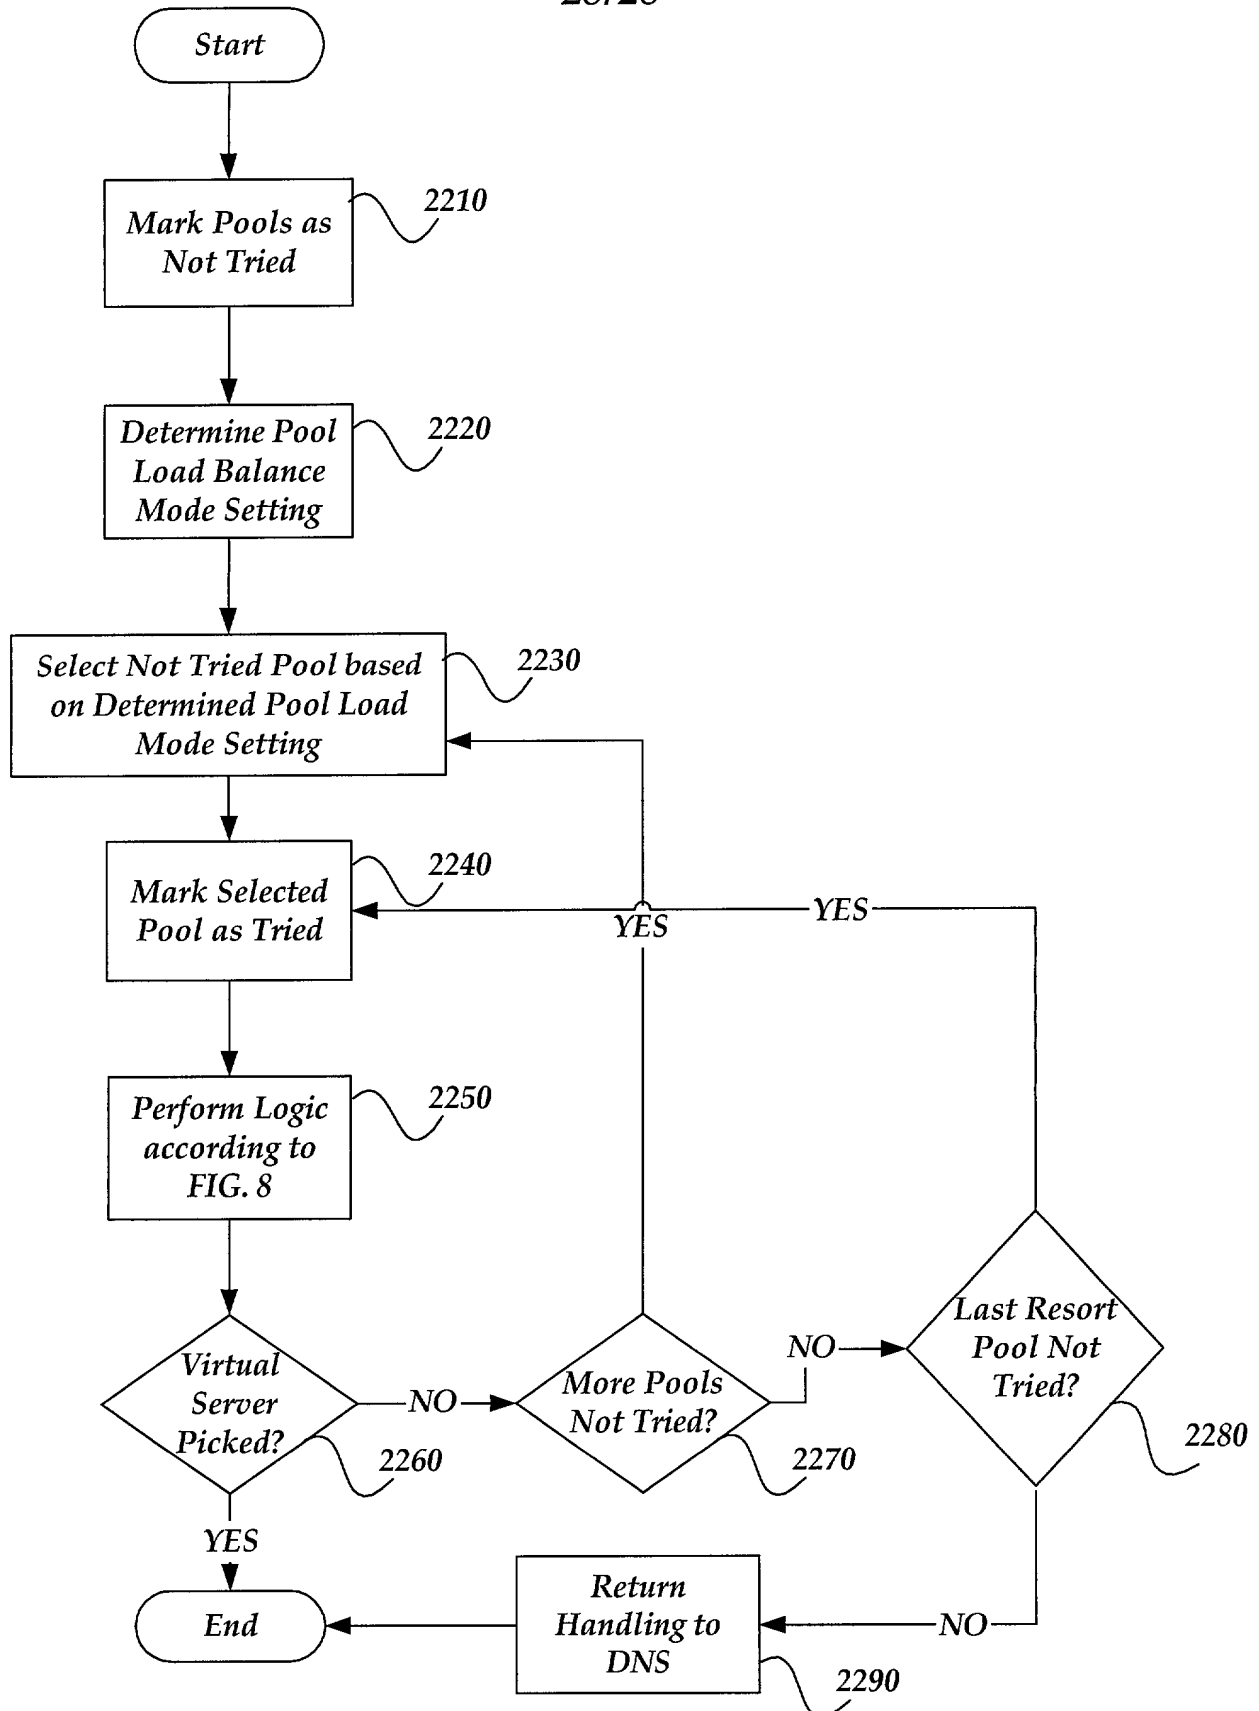 Start
Mark Pools as
Not Tried
2210
Determine Pool
Load Balance
Mode Setting
2220
Select Not Tried Pool based
on Determined Pool Load
Mode Setting
2230
Mark Selected
Pool as Tried
2240
YES
YES
Perform Logic
according to
FIG. 8
2250
Virtual
Server
Picked?
2260
NO
More Pools
Not Tried?
2270
NO
Last Resort
Pool Not
Tried?
2280
YES
End
Return
Handling to
DNS
2290
NO